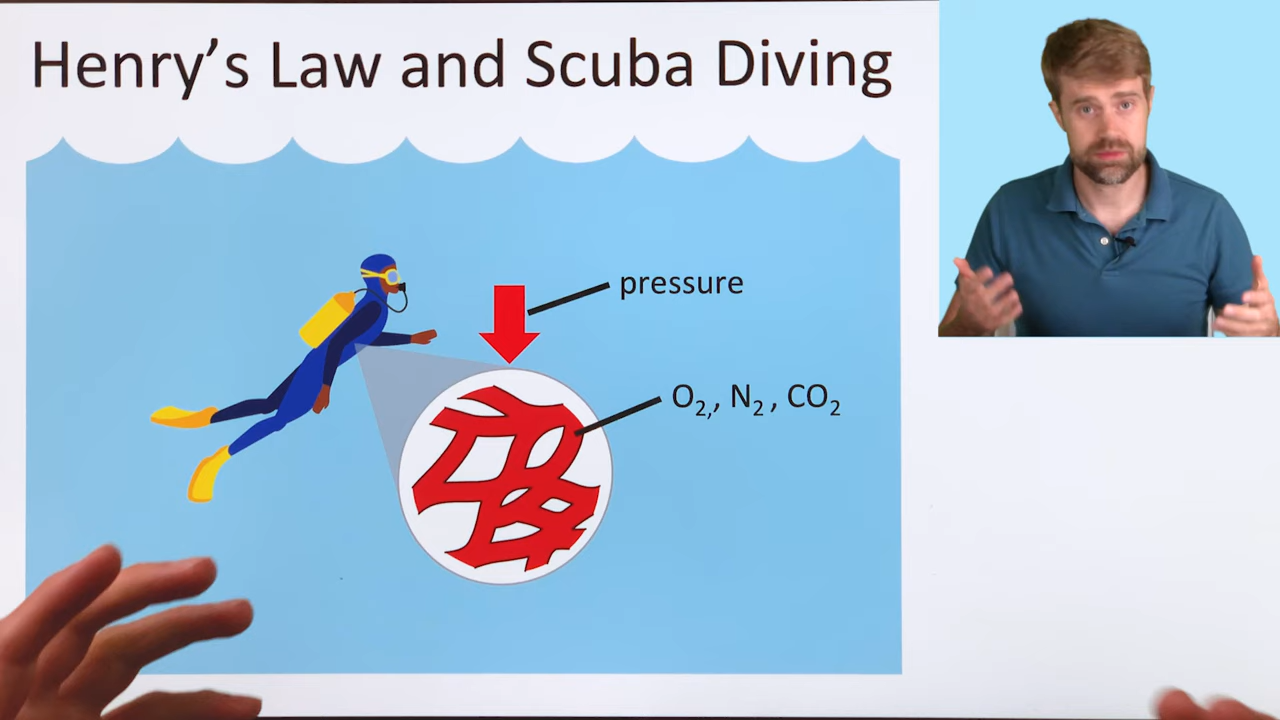 Henry’s Law and Scuba Diving
pressure
O₂,, N₂ , CO₂